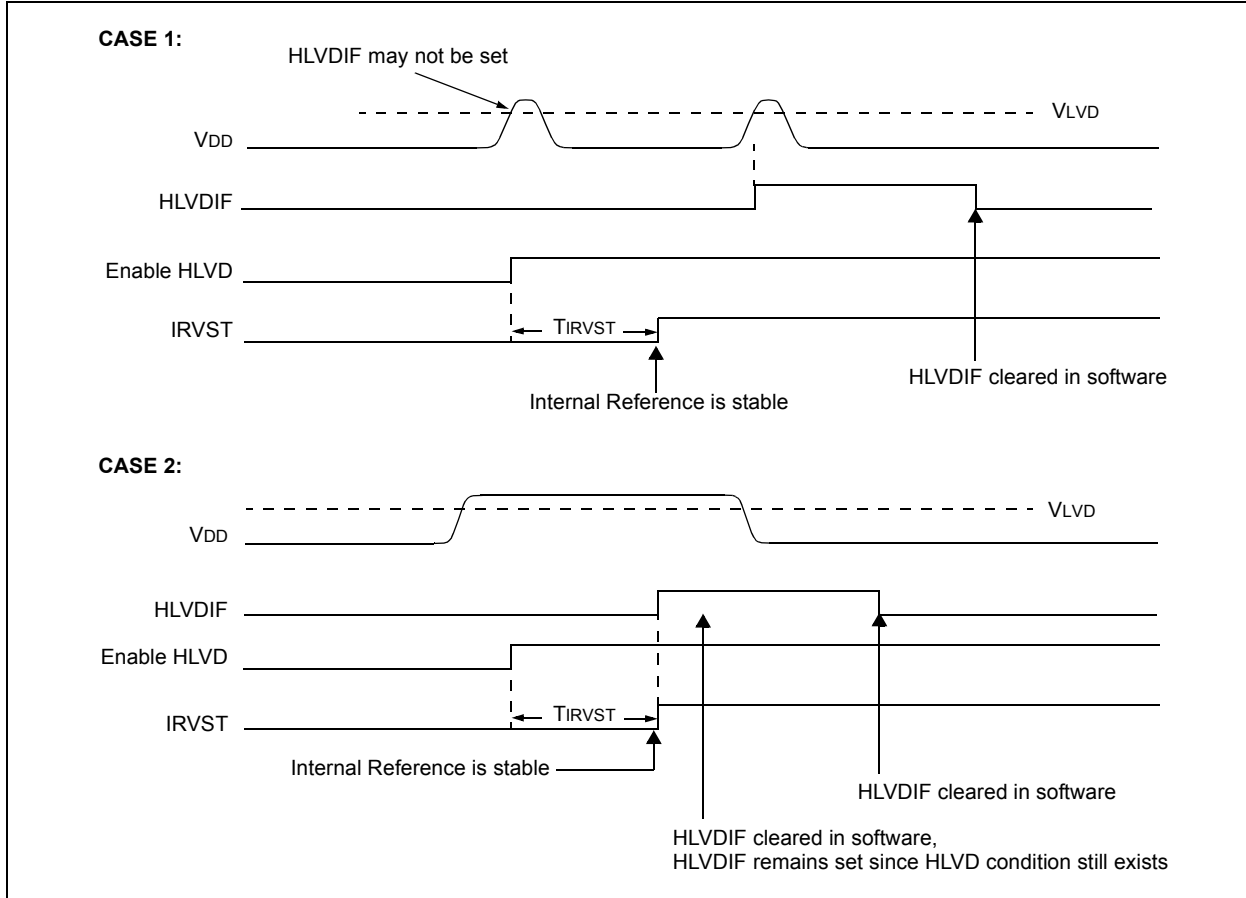 CASE 1:
HLVDIF may not be set
VLVD
VDD
HLVDIF
Enable HLVD
IRVST
TIRVST
HLVDIF cleared in software
Internal Reference is stable
CASE 2:
VLVD
VDD
HLVDIF
Enable HLVD
IRVST
TIRVST
Internal Reference is stable
HLVDIF cleared in software
HLVDIF cleared in software,
HLVDIF remains set since HLVD condition still exists